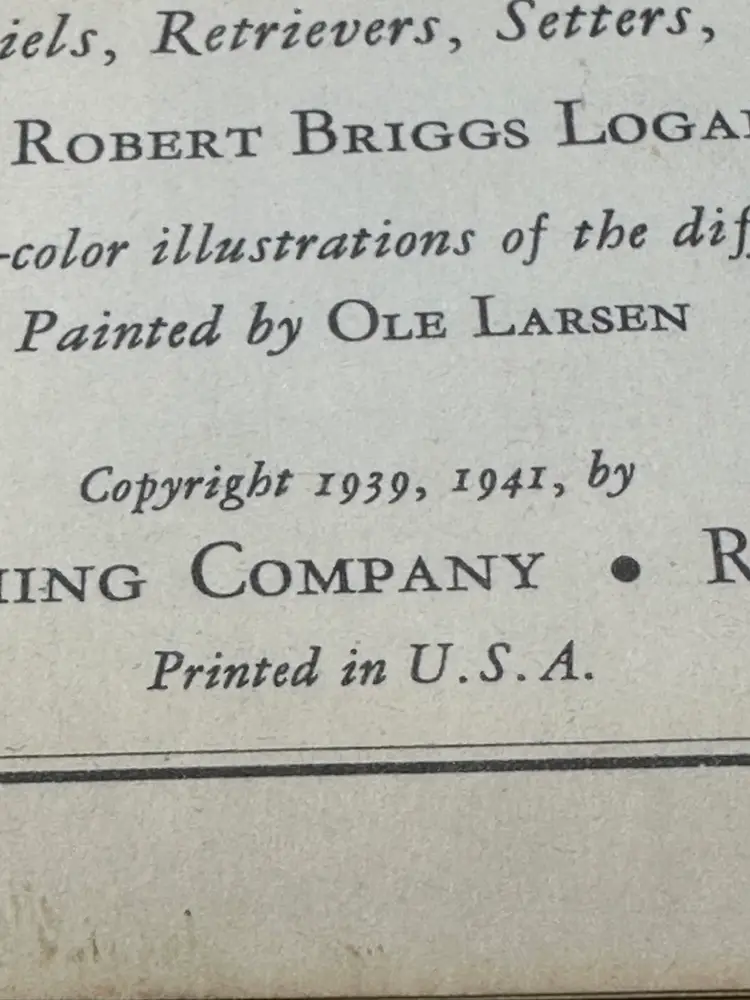 iels, Retrievers, Setters,
ROBERT BRIGGS LOGA
-color illustrations of the dif
Painted by OLE LARSEN
Copyright 1939, 1941, by
HING COMPANY • R
Printed in U.S.A.